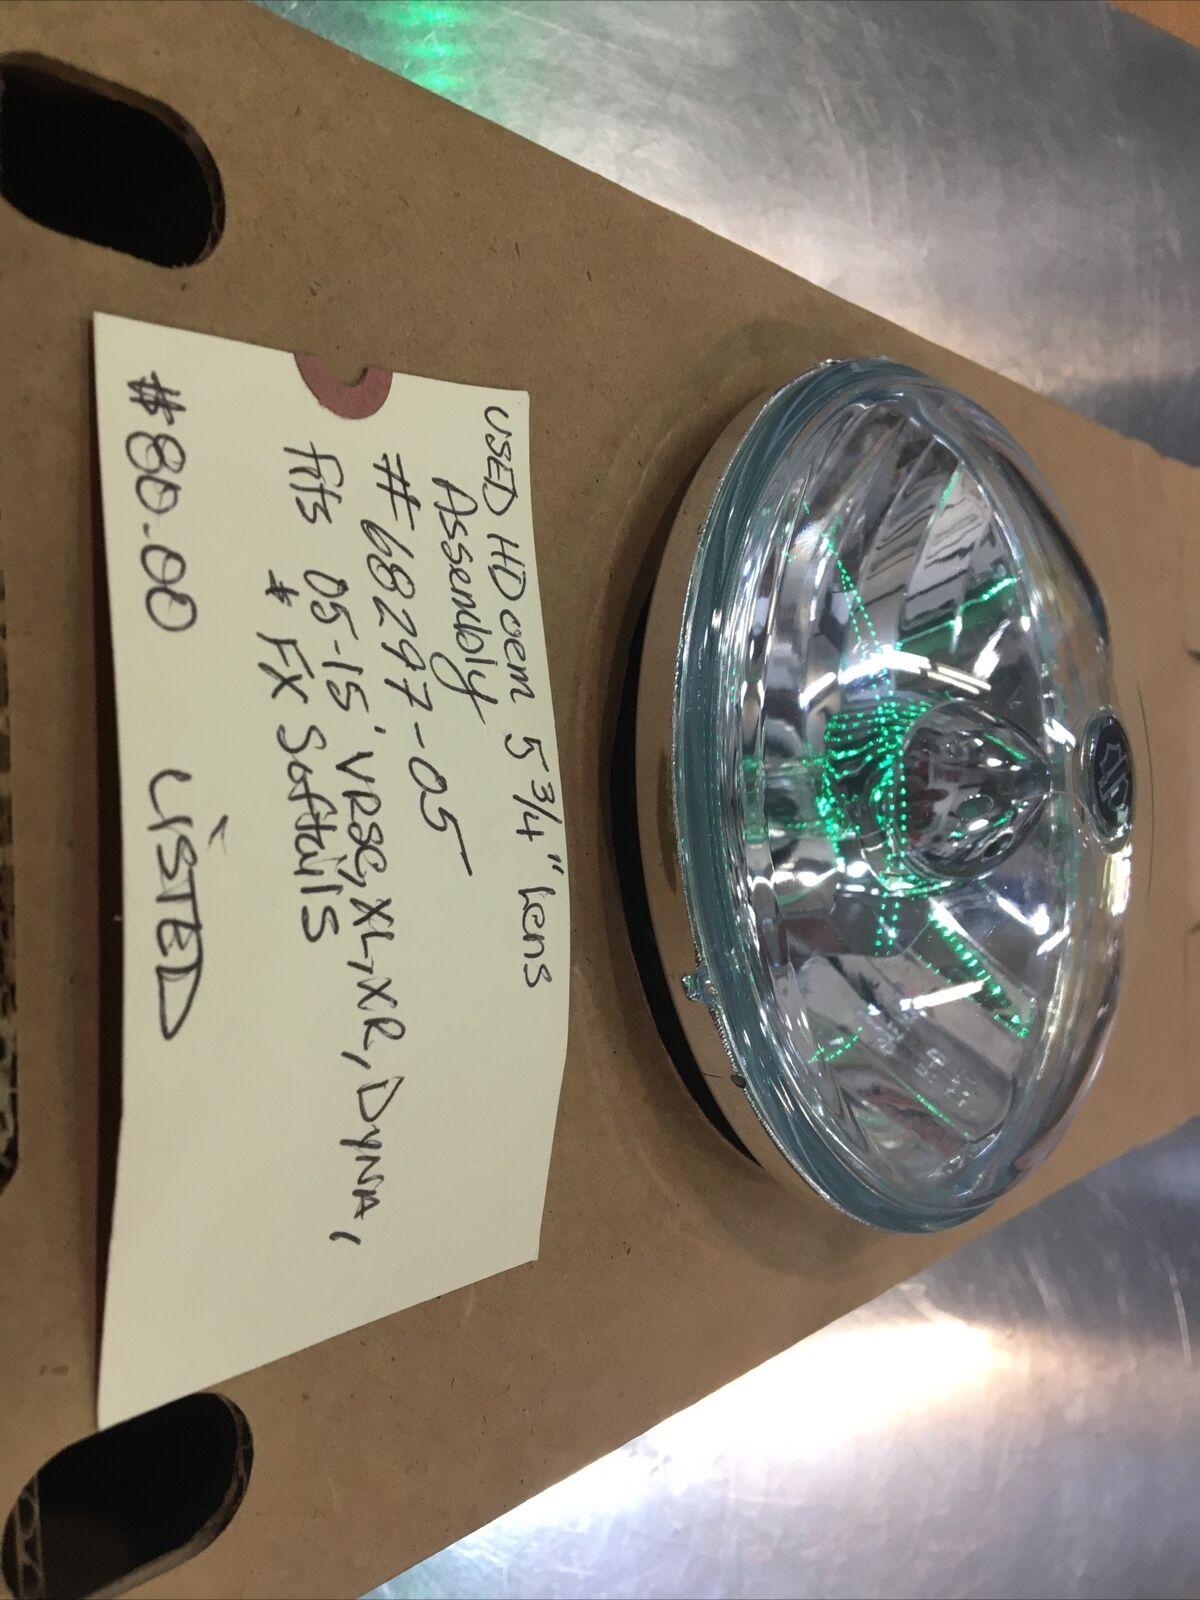 USED HD oem 5 3/4" Lens
Assembly
#68297-05
fits 05-15' VRSC, XL, XR, DYNA,
& FX Softails
$80.00 LISTED